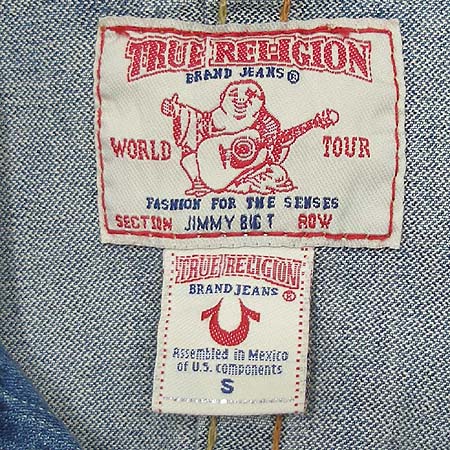 TRUE RELIGION
BRAND JEANS®
WORLD TOUR
FASHION FOR THE SENSES
SECTION JIMMY BIG T ROW
TRUE RELIGION
BRAND JEANS®
Assembled in Mexico
of U.S. components
S